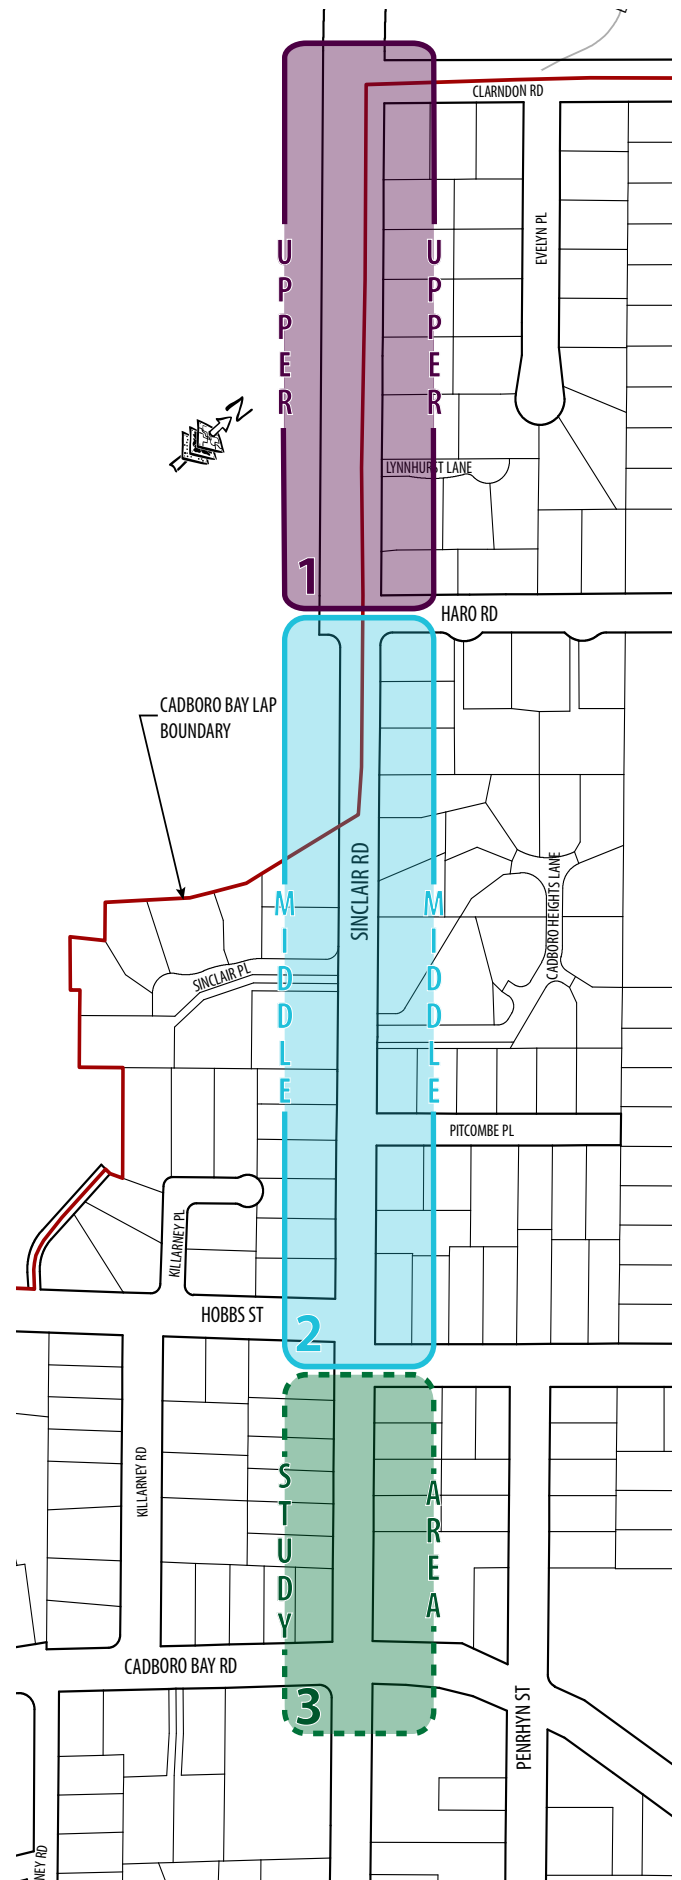 CLARNDON RD
EVELYN PL
UPPER
UPPER
N
LYNNHURST LANE
1
HARO RD
CADBORO BAY LAP
BOUNDARY
SINCLAIR RD
MIDDLE
MIDDLE
CADBORO HEIGHTS LANE
SINCLAIR PL
PITCOMBE PL
KILLARNEY PL
HOBBS ST
2
KILLARNEY RD
STUDY
AREA
CADBORO BAY RD
3
PENRHYN ST
NEY RD